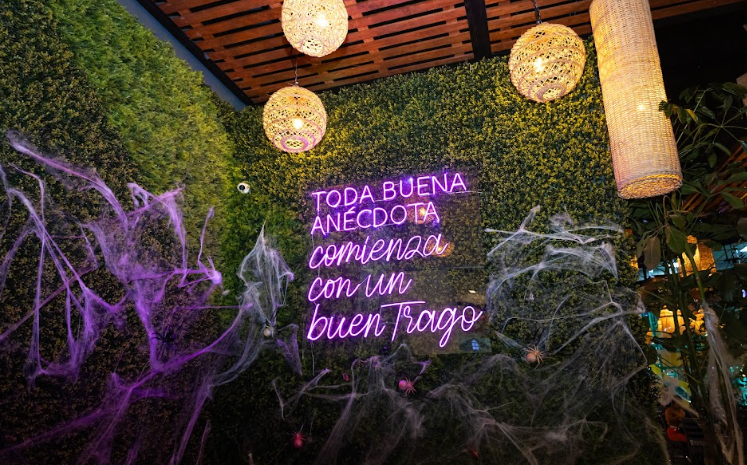 TODA BUENA
ANÉCDOTA
comienza
con un
buen Trago